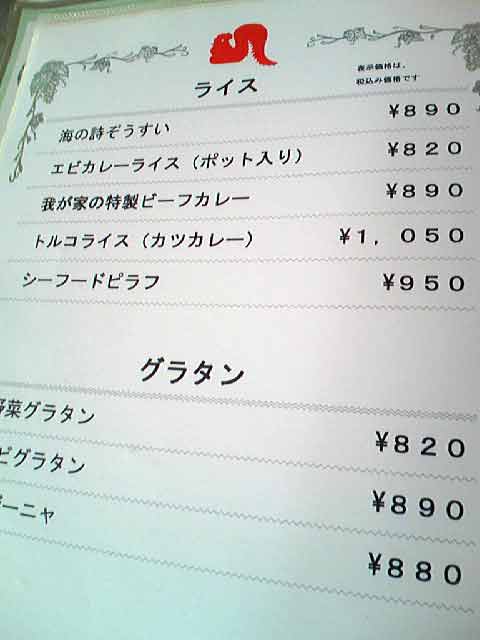 表示価格は、
税込み価格です
ライス
海の詩ぞうすい ¥890
エビカレーライス（ポット入り） ¥820
我が家の特製ビーフカレー ¥890
トルコライス（カツカレー） ¥1,050
シーフードピラフ ¥950
グラタン
野菜グラタン ¥820
ビグラタン ¥890
ーニャ ¥880